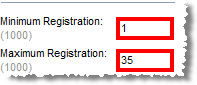 Minimum Registration: 1
(1000)
Maximum Registration: 35
(1000)